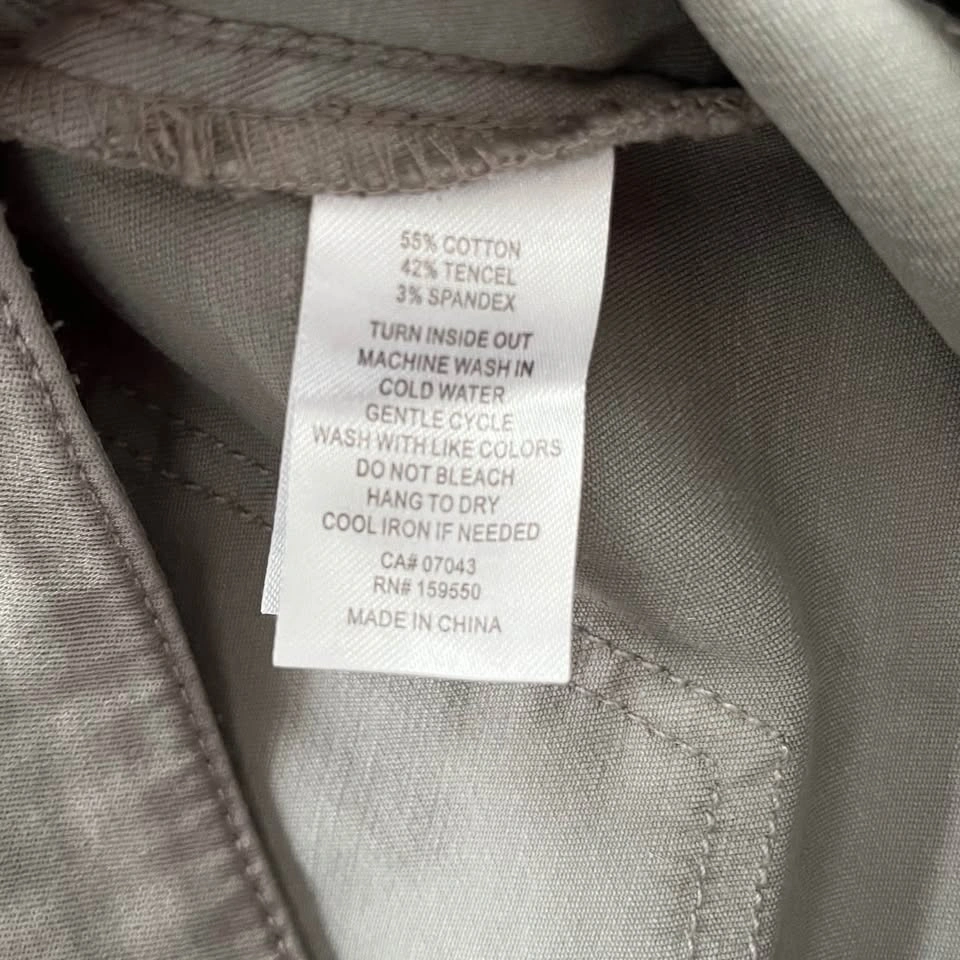 55% COTTON
42% TENCEL
3% SPANDEX
TURN INSIDE OUT
MACHINE WASH IN
COLD WATER
GENTLE CYCLE
WASH WITH LIKE COLORS
DO NOT BLEACH
HANG TO DRY
COOL IRON IF NEEDED
CA# 07043
RN# 159550
MADE IN CHINA